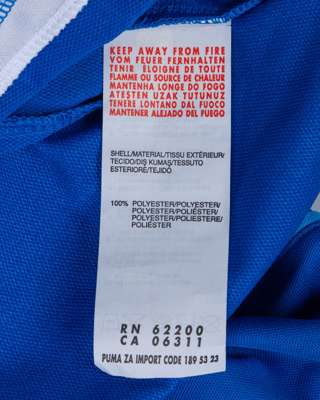 KEEP AWAY FROM FIRE
VOM FEUER FERNHALTEN
TENIR ÉLOIGNE DE TOUTE
FLAMME OU SOURCE DE CHALEUR
MANTENHA LONGE DO FOGO
ATEŞTEN UZAK TUTUNUZ
TENERE LONTANO DAL FUOCO
MANTENER ALEJADO DEL FUEGO
SHELL/MATERIAL/TISSU EXTÉRIEUR/
TECIDO/DIŞ KUMAŞ/TESSUTO
ESTERIORE/TEJIDO
100% POLYESTER/POLYESTER/
POLYESTER/POLIÉSTER/
POLYESTER/POLIESTERE/
POLIÉSTER
RN 62200
CA 06311
PUMA ZA IMPORT CODE 189 53 23